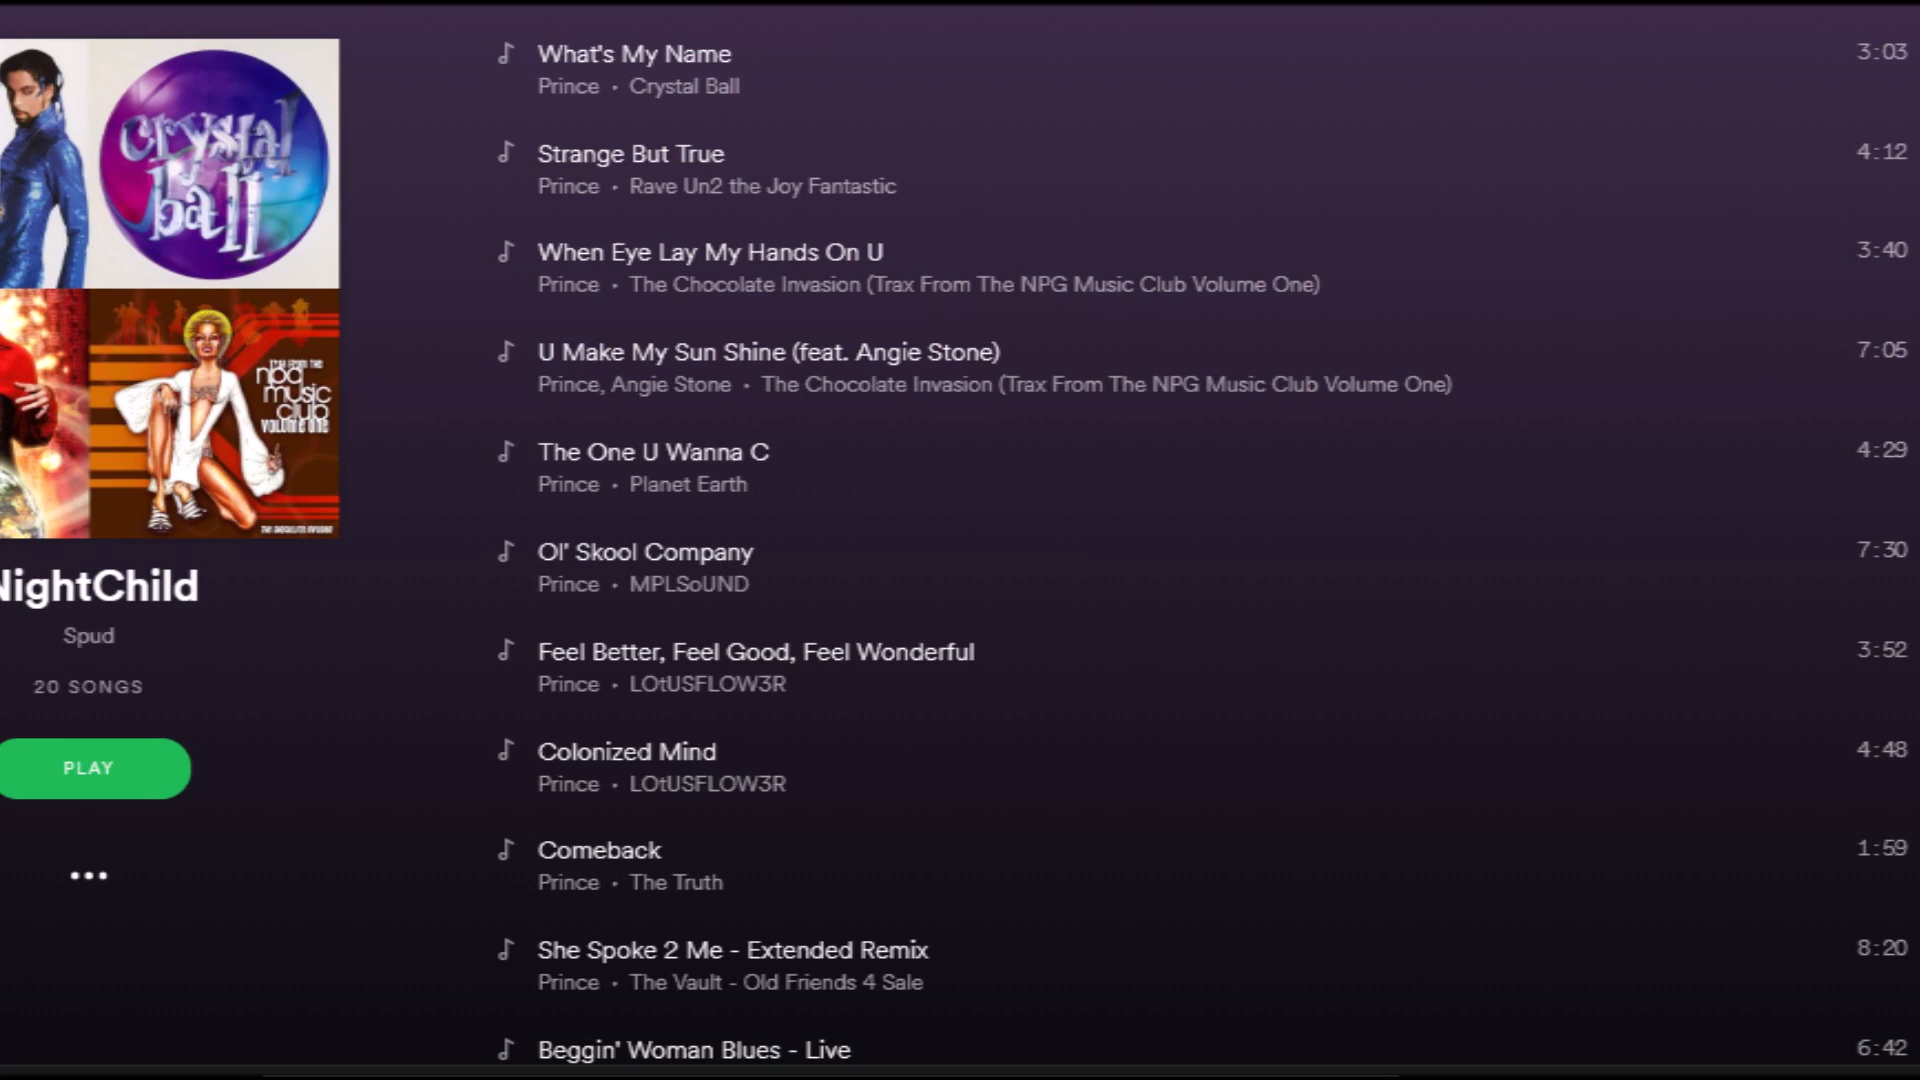 What's My Name
3:03
Prince • Crystal Ball
Strange But True
4:12
Prince • Rave Un2 the Joy Fantastic
When Eye Lay My Hands On U
3:40
Prince • The Chocolate Invasion (Trax From The NPG Music Club Volume One)
U Make My Sun Shine (feat. Angie Stone)
7:05
Prince, Angie Stone • The Chocolate Invasion (Trax From The NPG Music Club Volume One)
The One U Wanna C
4:29
Prince • Planet Earth
Ol' Skool Company
7:30
Prince • MPLSoUND
Feel Better, Feel Good, Feel Wonderful
3:52
Prince • LOtUSFLOW3R
Colonized Mind
4:48
Prince • LOtUSFLOW3R
Comeback
1:59
Prince • The Truth
She Spoke 2 Me - Extended Remix
8:20
Prince • The Vault - Old Friends 4 Sale
Beggin' Woman Blues - Live
6:42
crystal
ball
trax from the
npg
music
club
volume one
NightChild
Spud
20 SONGS
PLAY